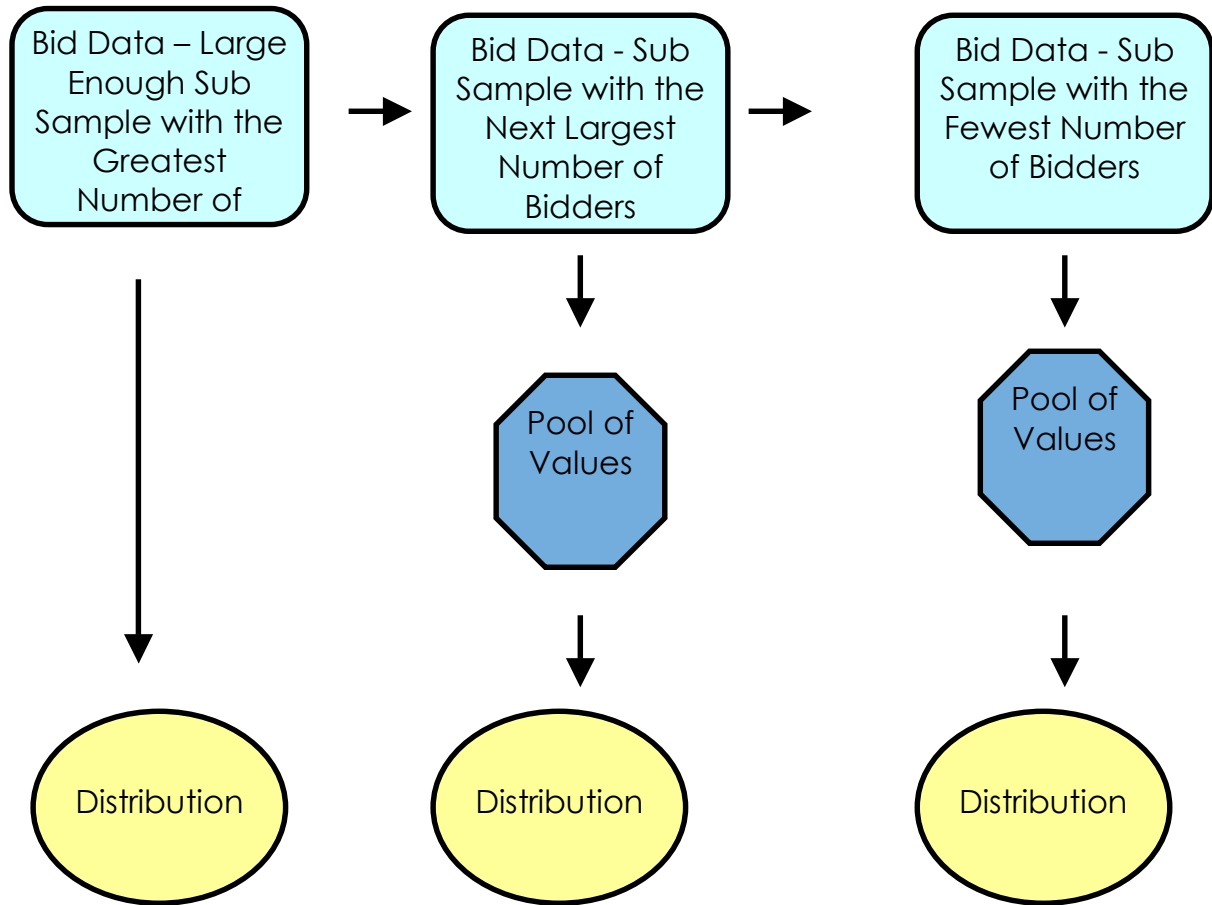 Bid Data – Large
Enough Sub
Sample with the
Greatest
Number of
Bid Data - Sub
Sample with the
Next Largest
Number of
Bidders
Bid Data - Sub
Sample with the
Fewest Number
of Bidders
Pool of
Values
Pool of
Values
Distribution
Distribution
Distribution